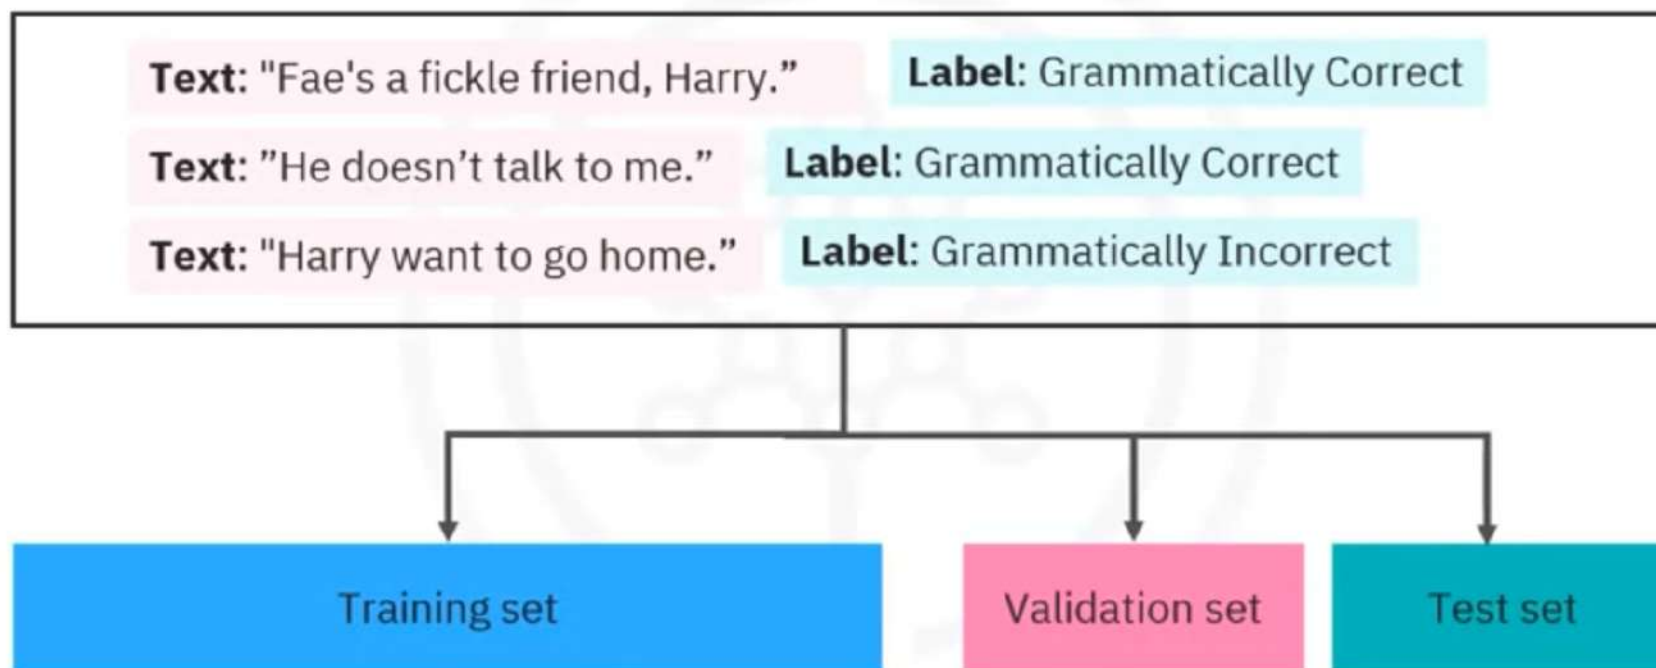 Text: "Fae's a fickle friend, Harry.” Label: Grammatically Correct
Text: ”He doesn’t talk to me.” Label: Grammatically Correct
Text: "Harry want to go home.” Label: Grammatically Incorrect
Training set Validation set Test set